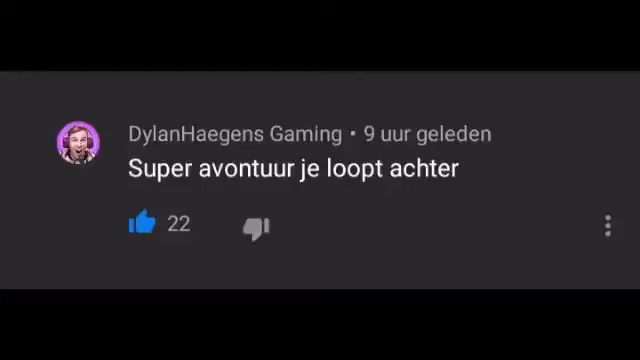 DylanHaegens Gaming • 9 uur geleden
Super avontuur je loopt achter
22